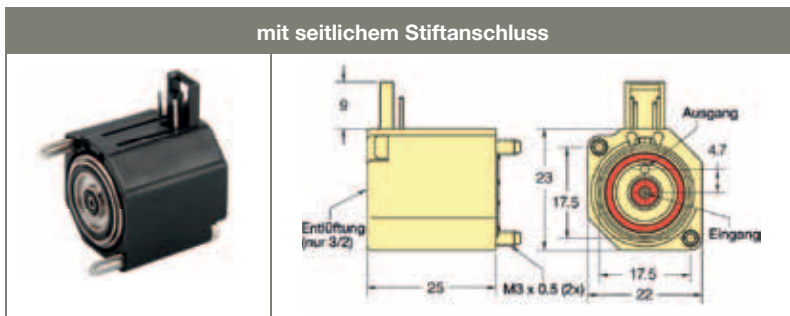 mit seitlichem Stiftanschluss
9
Ausgang
4.7
23
17.5
Entlüftung
(nur 3/2)
Eingang
25
M3 x 0.5 (2x)
17.5
22